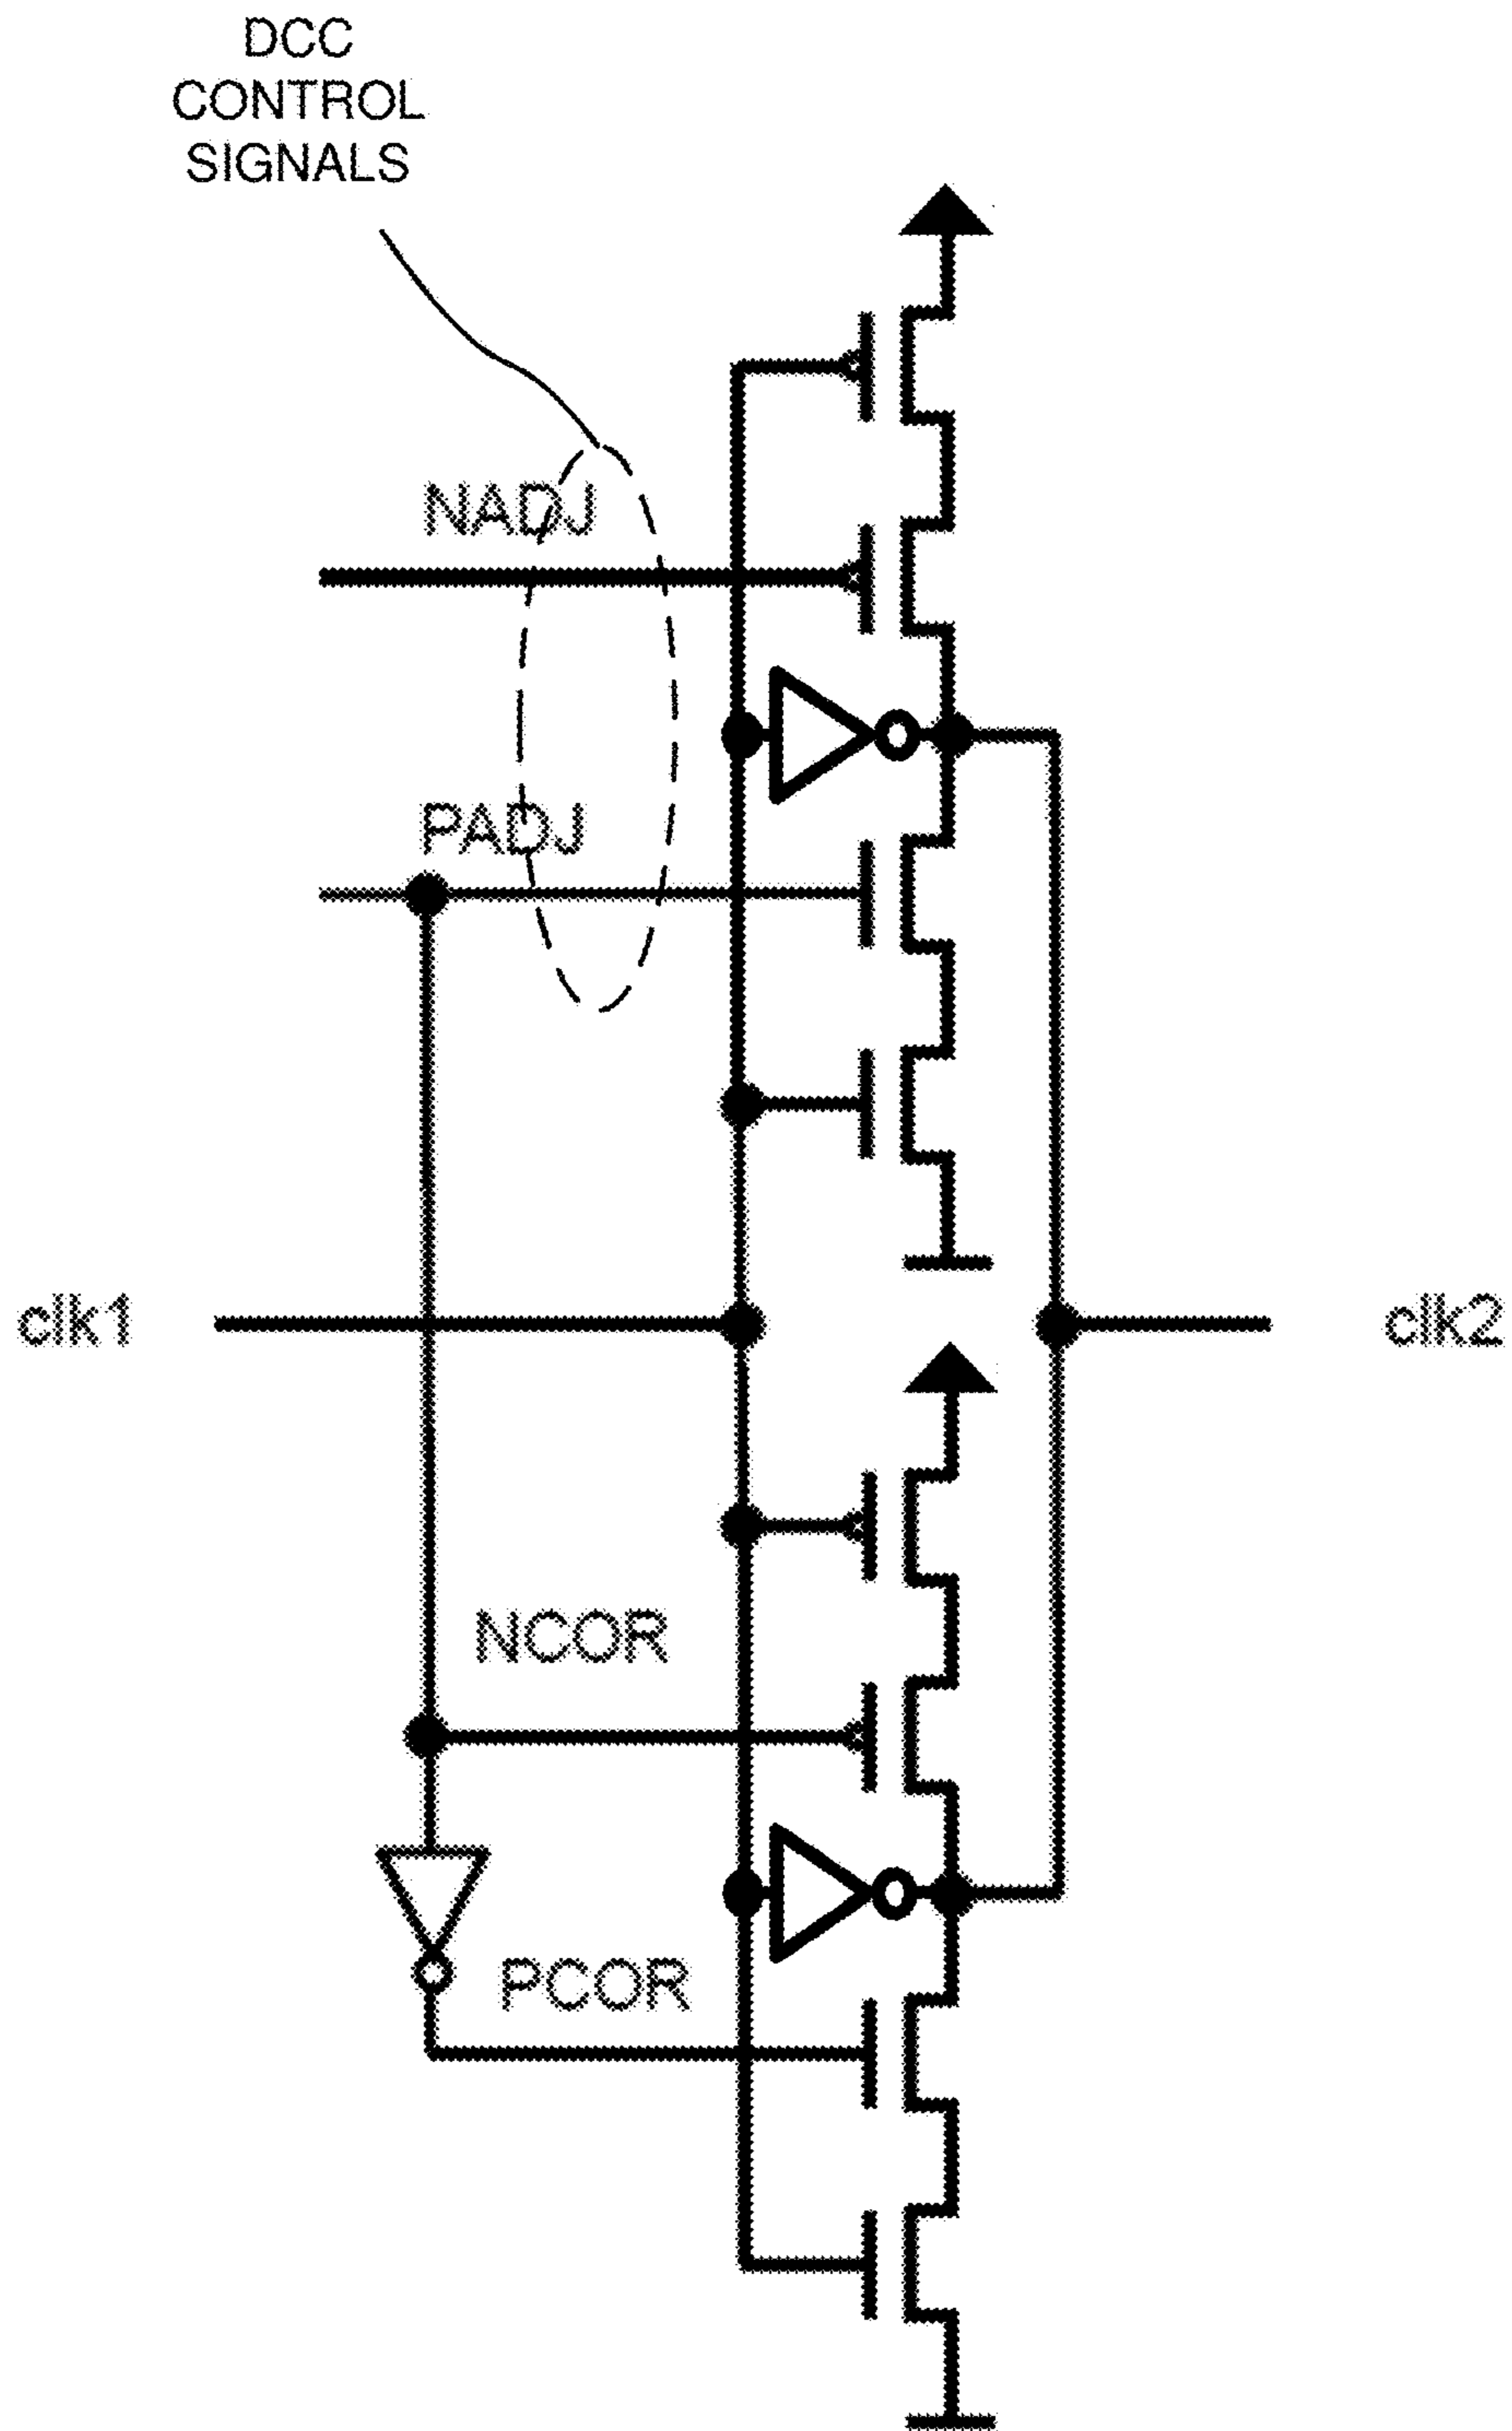 DCC
CONTROL
SIGNALS
NADJ
PADJ
clk1
clk2
NCOR
PCOR